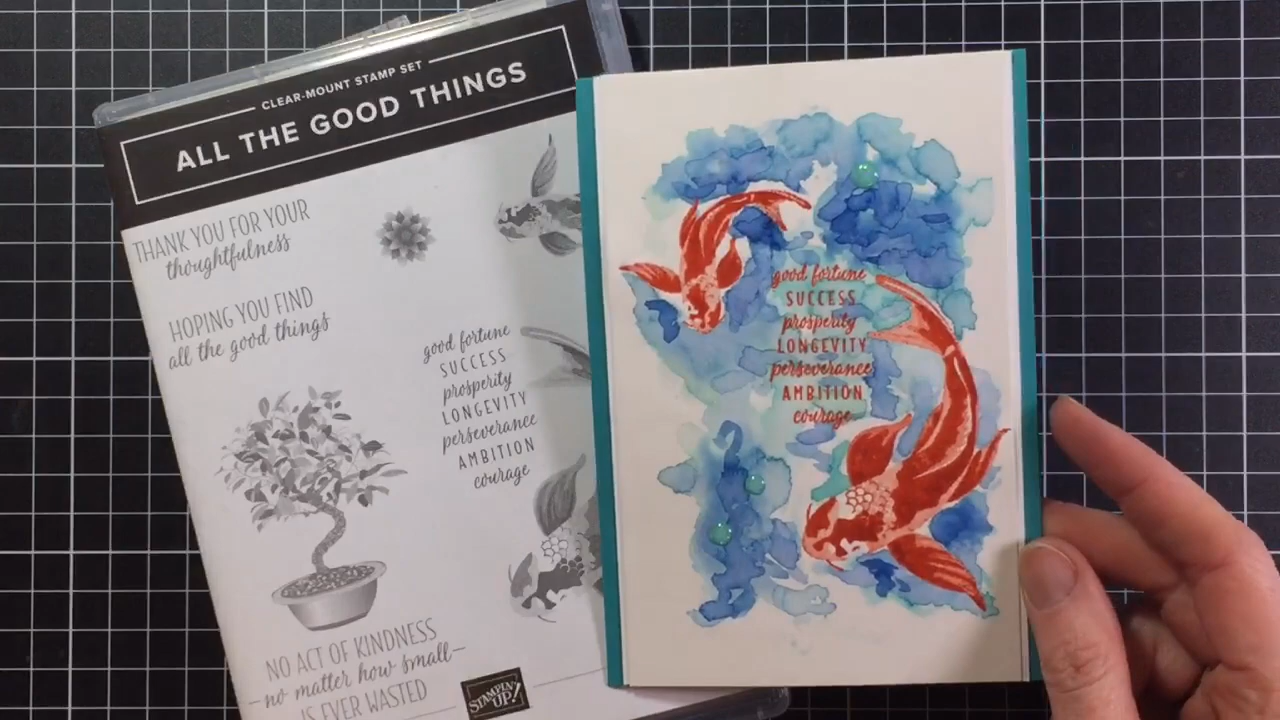 CLEAR-MOUNT STAMP SET
ALL THE GOOD THINGS
THANK YOU FOR YOUR
thoughtfulness
HOPING YOU FIND
all the good things
good fortune
SUCCESS
prosperity
LONGEVITY
perseverance
AMBITION
courage
NO ACT OF KINDNESS
no matter how small
IS EVER WASTED
STAMPIN' UP!
good fortune
SUCCESS
prosperity
LONGEVITY
perseverance
AMBITION
courage